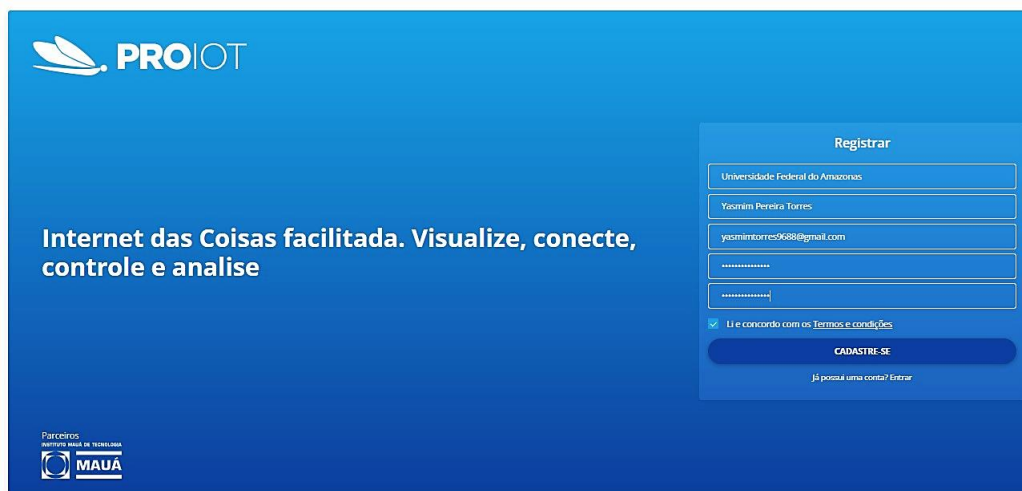 PROIOT
Internet das Coisas facilitada. Visualize, conecte,
controle e analise
Parceiros
INSTITUTO MAUÁ DE TECNOLOGIA
MAUÁ
Registrar
Universidade Federal do Amazonas
Yasmim Pereira Torres
yasmimtorres9688@gmail.com
Li e concordo com os Termos e condições
CADASTRE-SE
Já possui uma conta? Entrar